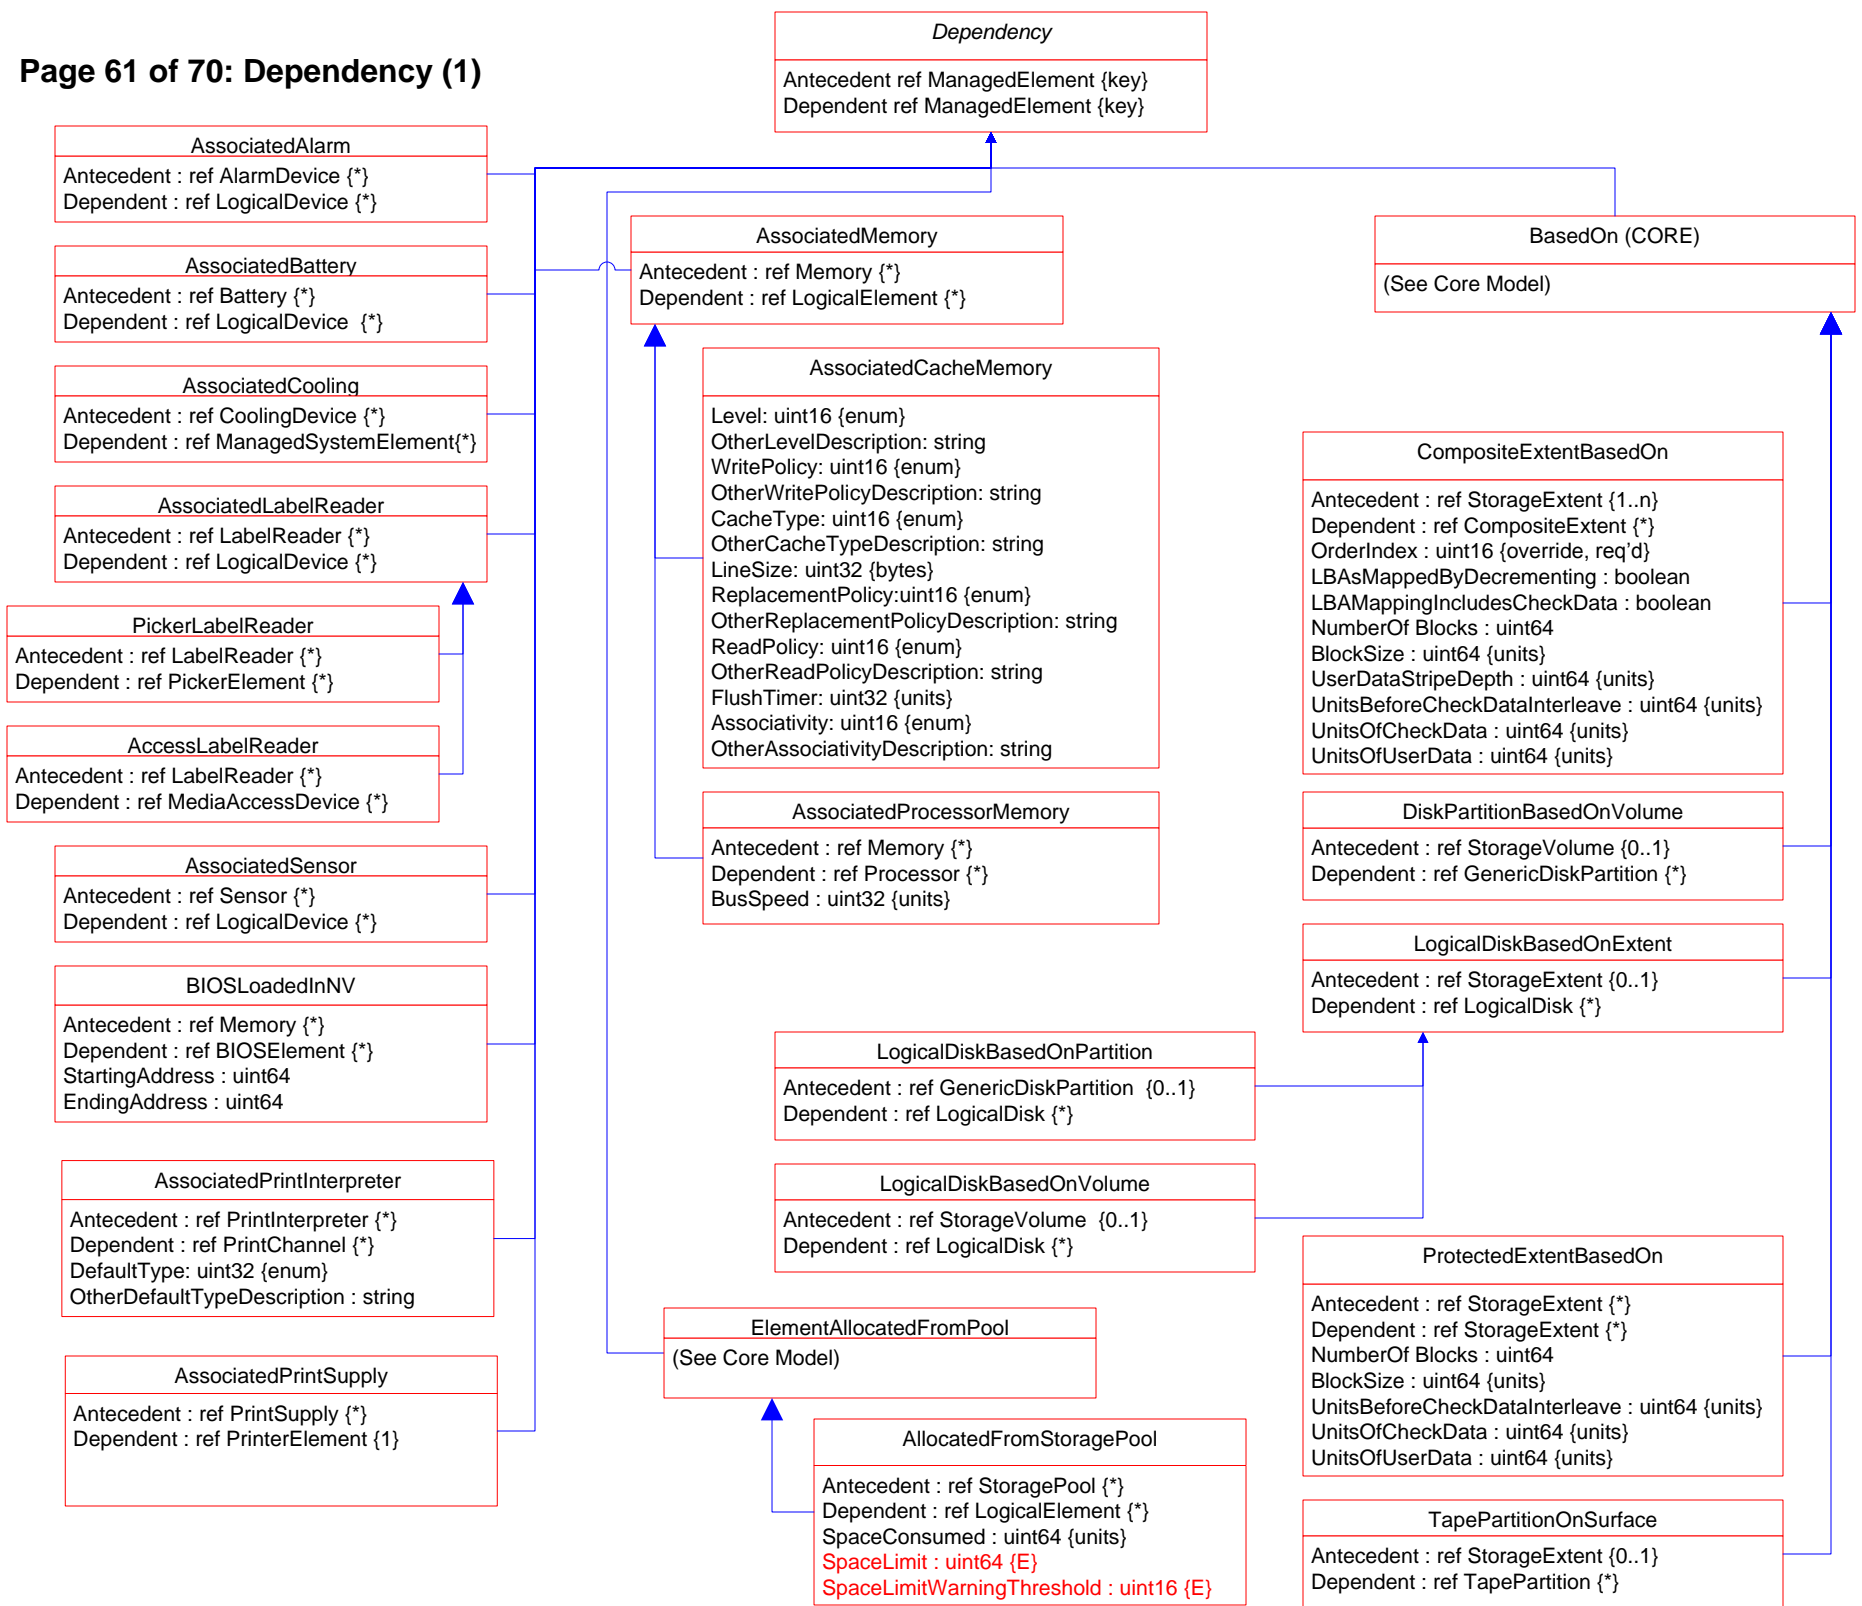 Page 61 of 70: Dependency (1)
Dependency
Antecedent ref ManagedElement {key}
Dependent ref ManagedElement {key}
AssociatedAlarm
Antecedent : ref AlarmDevice {*}
Dependent : ref LogicalDevice {*}
AssociatedBattery
Antecedent : ref Battery {*}
Dependent : ref LogicalDevice  {*}
AssociatedCooling
Antecedent : ref CoolingDevice {*}
Dependent : ref ManagedSystemElement{*}
AssociatedLabelReader
Antecedent : ref LabelReader {*}
Dependent : ref LogicalDevice {*}
PickerLabelReader
Antecedent : ref LabelReader {*}
Dependent : ref PickerElement {*}
AccessLabelReader
Antecedent : ref LabelReader {*}
Dependent : ref MediaAccessDevice {*}
AssociatedSensor
Antecedent : ref Sensor {*}
Dependent : ref LogicalDevice {*}
BIOSLoadedInNV
Antecedent : ref Memory {*}
Dependent : ref BIOSElement {*}
StartingAddress : uint64
EndingAddress : uint64
AssociatedPrintInterpreter
Antecedent : ref PrintInterpreter {*}
Dependent : ref PrintChannel {*}
DefaultType: uint32 {enum}
OtherDefaultTypeDescription : string
AssociatedPrintSupply
Antecedent : ref PrintSupply {*}
Dependent : ref PrinterElement {1}
AssociatedMemory
Antecedent : ref Memory {*}
Dependent : ref LogicalElement {*}
AssociatedCacheMemory
Level: uint16 {enum}
OtherLevelDescription: string
WritePolicy: uint16 {enum}
OtherWritePolicyDescription: string
CacheType: uint16 {enum}
OtherCacheTypeDescription: string
LineSize: uint32 {bytes}
ReplacementPolicy:uint16 {enum}
OtherReplacementPolicyDescription: string
ReadPolicy: uint16 {enum}
OtherReadPolicyDescription: string
FlushTimer: uint32 {units}
Associativity: uint16 {enum}
OtherAssociativityDescription: string
AssociatedProcessorMemory
Antecedent : ref Memory {*}
Dependent : ref Processor {*}
BusSpeed : uint32 {units}
LogicalDiskBasedOnPartition
Antecedent : ref GenericDiskPartition  {0..1}
Dependent : ref LogicalDisk {*}
LogicalDiskBasedOnVolume
Antecedent : ref StorageVolume  {0..1}
Dependent : ref LogicalDisk {*}
ElementAllocatedFromPool
(See Core Model)
AllocatedFromStoragePool
Antecedent : ref StoragePool {*}
Dependent : ref LogicalElement {*}
SpaceConsumed : uint64 {units}
SpaceLimit : uint64 {E}
SpaceLimitWarningThreshold : uint16 {E}
BasedOn (CORE)
(See Core Model)
CompositeExtentBasedOn
Antecedent : ref StorageExtent {1..n}
Dependent : ref CompositeExtent {*}
OrderIndex : uint16 {override, req’d}
LBAsMappedByDecrementing : boolean
LBAMappingIncludesCheckData : boolean
NumberOf Blocks : uint64
BlockSize : uint64 {units}
UserDataStripeDepth : uint64 {units}
UnitsBeforeCheckDataInterleave : uint64 {units}
UnitsOfCheckData : uint64 {units}
UnitsOfUserData : uint64 {units}
DiskPartitionBasedOnVolume
Antecedent : ref StorageVolume {0..1}
Dependent : ref GenericDiskPartition {*}
LogicalDiskBasedOnExtent
Antecedent : ref StorageExtent {0..1}
Dependent : ref LogicalDisk {*}
ProtectedExtentBasedOn
Antecedent : ref StorageExtent {*}
Dependent : ref StorageExtent {*}
NumberOf Blocks : uint64
BlockSize : uint64 {units}
UnitsBeforeCheckDataInterleave : uint64 {units}
UnitsOfCheckData : uint64 {units}
UnitsOfUserData : uint64 {units}
TapePartitionOnSurface
Antecedent : ref StorageExtent {0..1}
Dependent : ref TapePartition {*}